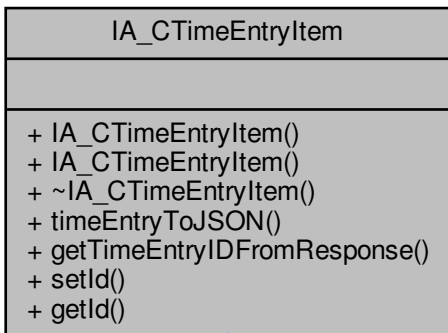 IA_CTimeEntryItem
+ IA_CTimeEntryItem()
+ IA_CTimeEntryItem()
+ ~IA_CTimeEntryItem()
+ timeEntryToJSON()
+ getTimeEntryIDFromResponse()
+ setId()
+ getId()